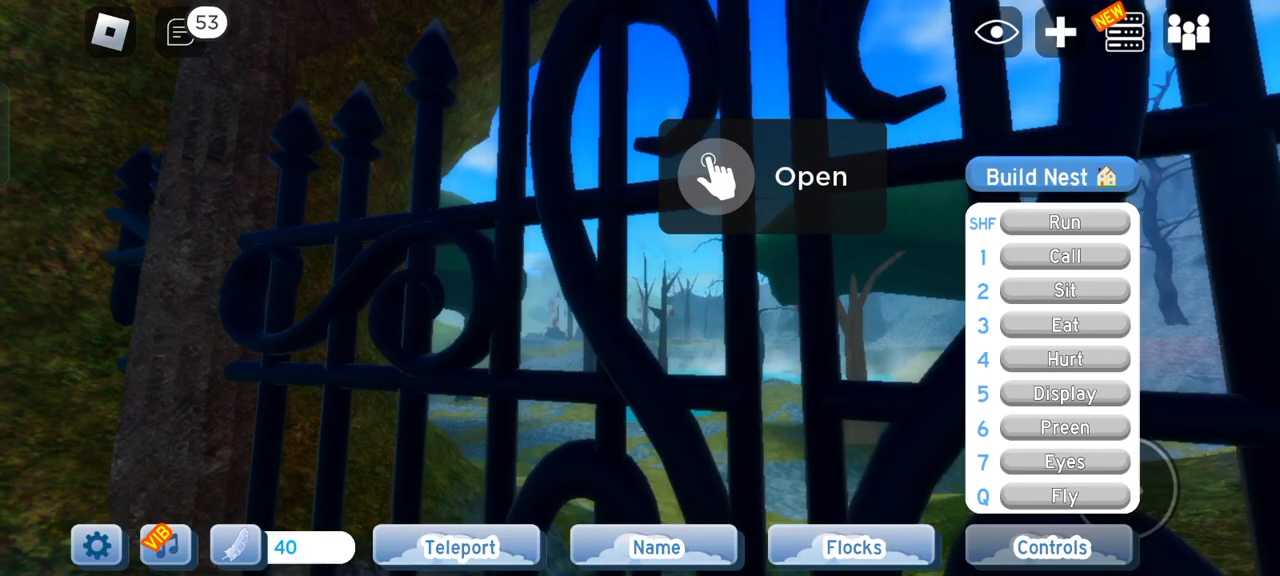 53
NEW
Open
Build Nest
SHF Run
1 Call
2 Sit
3 Eat
4 Hurt
5 Display
6 Preen
7 Eyes
Q Fly
VIB
40
Teleport
Name
Flocks
Controls